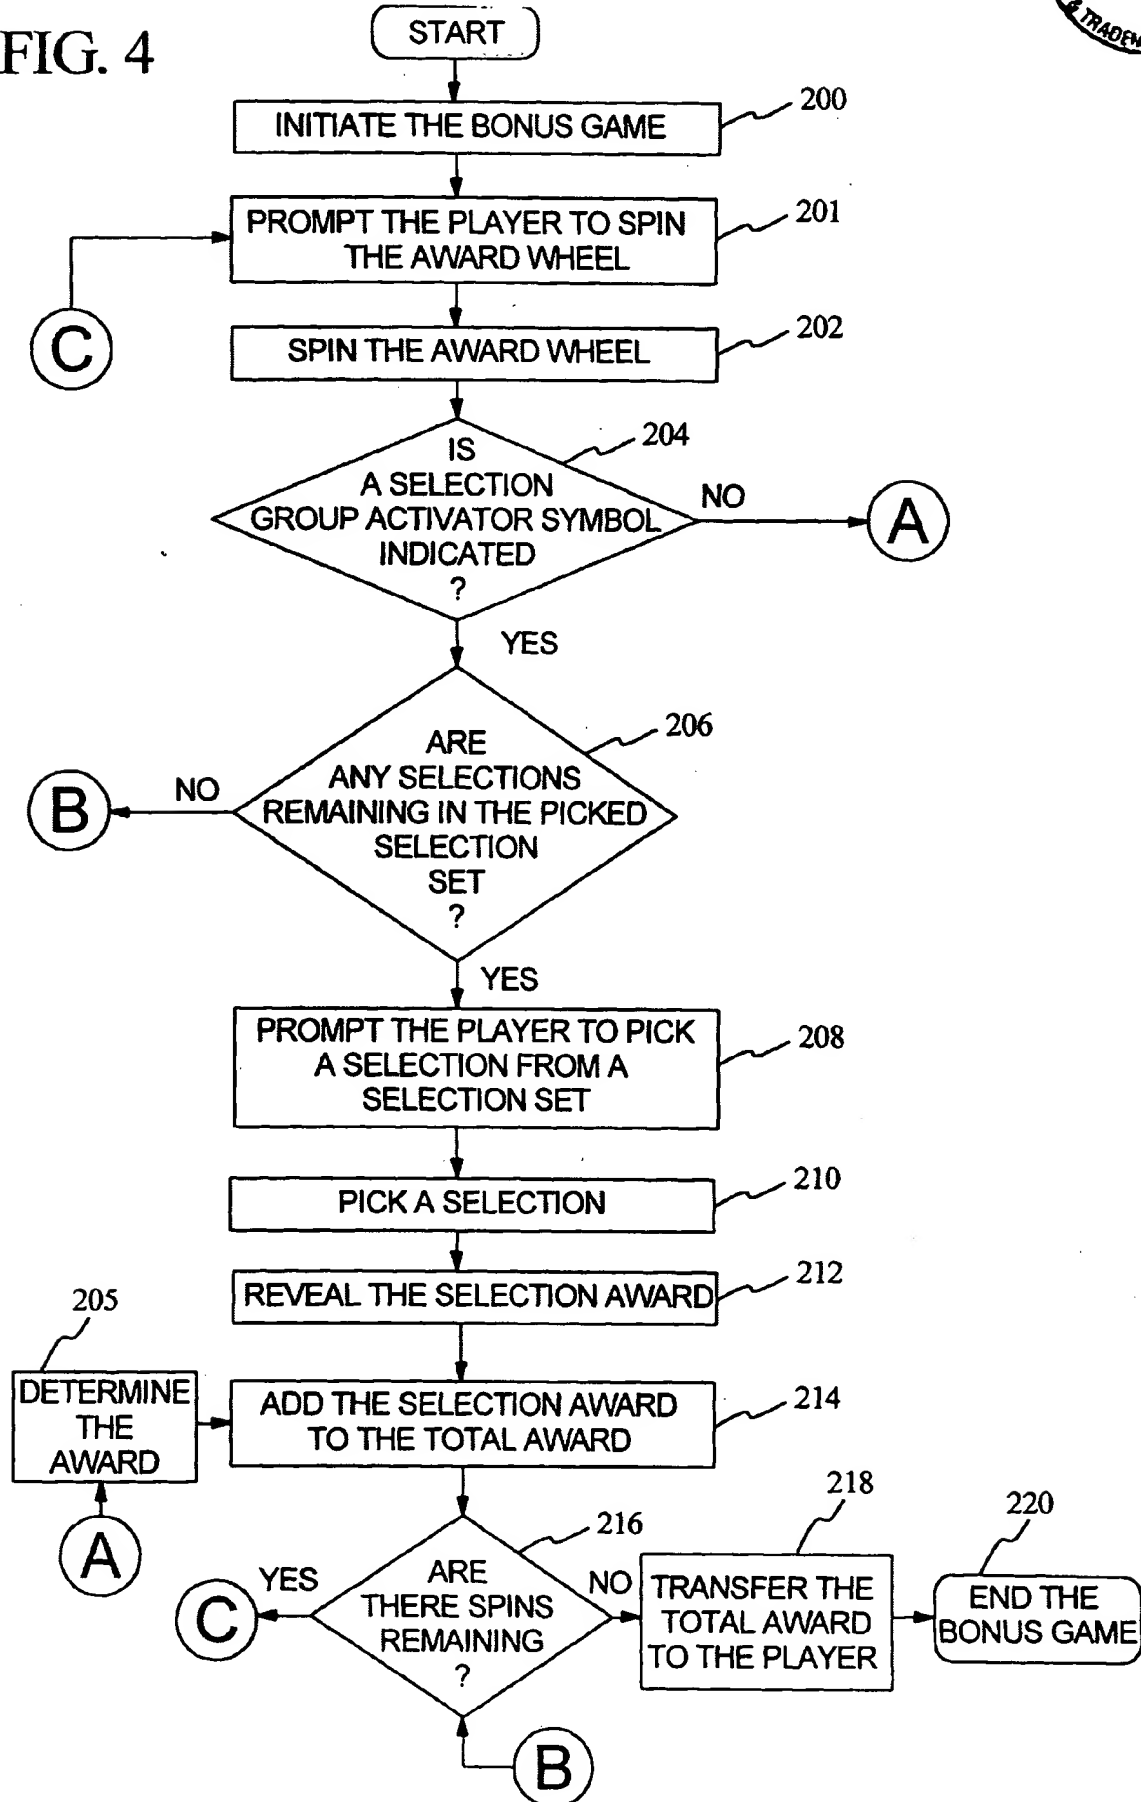 FIG. 4
& TRADEM
START
INITIATE THE BONUS GAME
200
PROMPT THE PLAYER TO SPIN
THE AWARD WHEEL
201
C
SPIN THE AWARD WHEEL
202
IS
A SELECTION
GROUP ACTIVATOR SYMBOL
INDICATED
?
204
NO
A
YES
ARE
ANY SELECTIONS
REMAINING IN THE PICKED
SELECTION
SET
?
206
NO
B
YES
PROMPT THE PLAYER TO PICK
A SELECTION FROM A
SELECTION SET
208
PICK A SELECTION
210
REVEAL THE SELECTION AWARD
212
205
DETERMINE
THE
AWARD
A
ADD THE SELECTION AWARD
TO THE TOTAL AWARD
214
ARE
THERE SPINS
REMAINING
?
216
YES
C
NO
TRANSFER THE
TOTAL AWARD
TO THE PLAYER
218
END THE
BONUS GAME
220
B